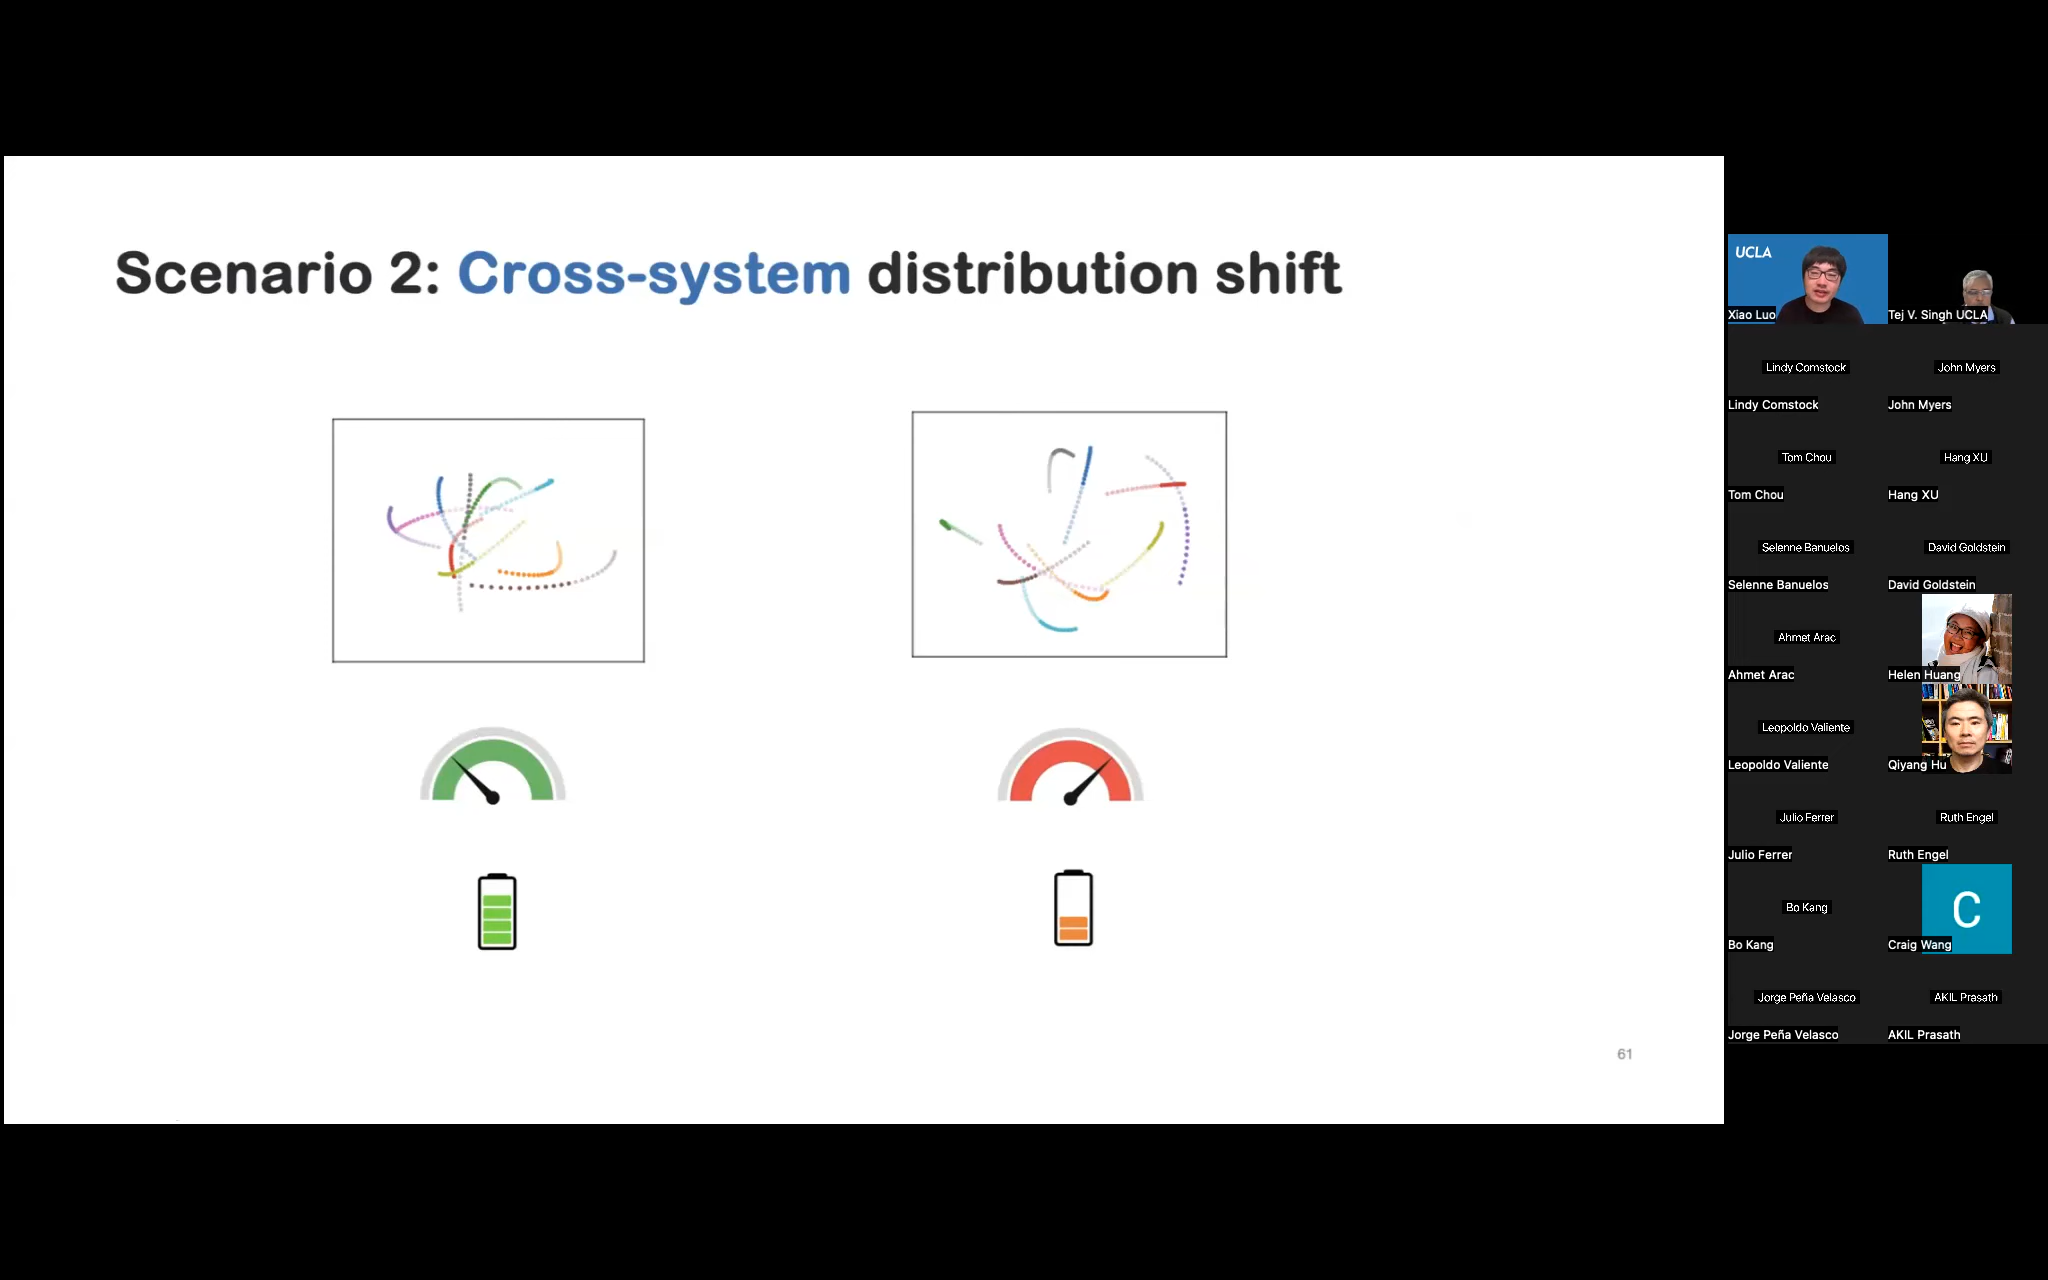 Scenario 2: Cross-system distribution shift
61
UCLA
Xiao Luo
Tej V. Singh UCLA
Lindy Comstock
John Myers
Lindy Comstock
John Myers
Tom Chou
Hang XU
Tom Chou
Hang XU
Selenne Banuelos
David Goldstein
Selenne Banuelos
David Goldstein
Ahmet Arac
Ahmet Arac
Helen Huang
Leopoldo Valiente
Leopoldo Valiente
Qiyang Hu
Julio Ferrer
Ruth Engel
Julio Ferrer
Ruth Engel
Bo Kang
C
Bo Kang
Craig Wang
Jorge Peña Velasco
AKIL Prasath
Jorge Peña Velasco
AKIL Prasath